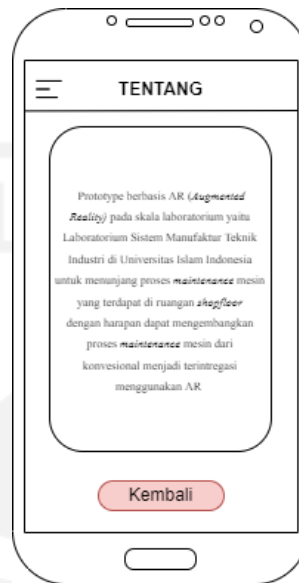 TENTANG
Prototype berbasis AR (Augmented
Reality) pada skala laboratorium yaitu
Laboratorium Sistem Manufaktur Teknik
Industri di Universitas Islam Indonesia
untuk menunjang proses maintenance mesin
yang terdapat di ruangan shopfloor
dengan harapan dapat mengembangkan
proses maintenance mesin dari
konvesional menjadi terintregasi
menggunakan AR
Kembali